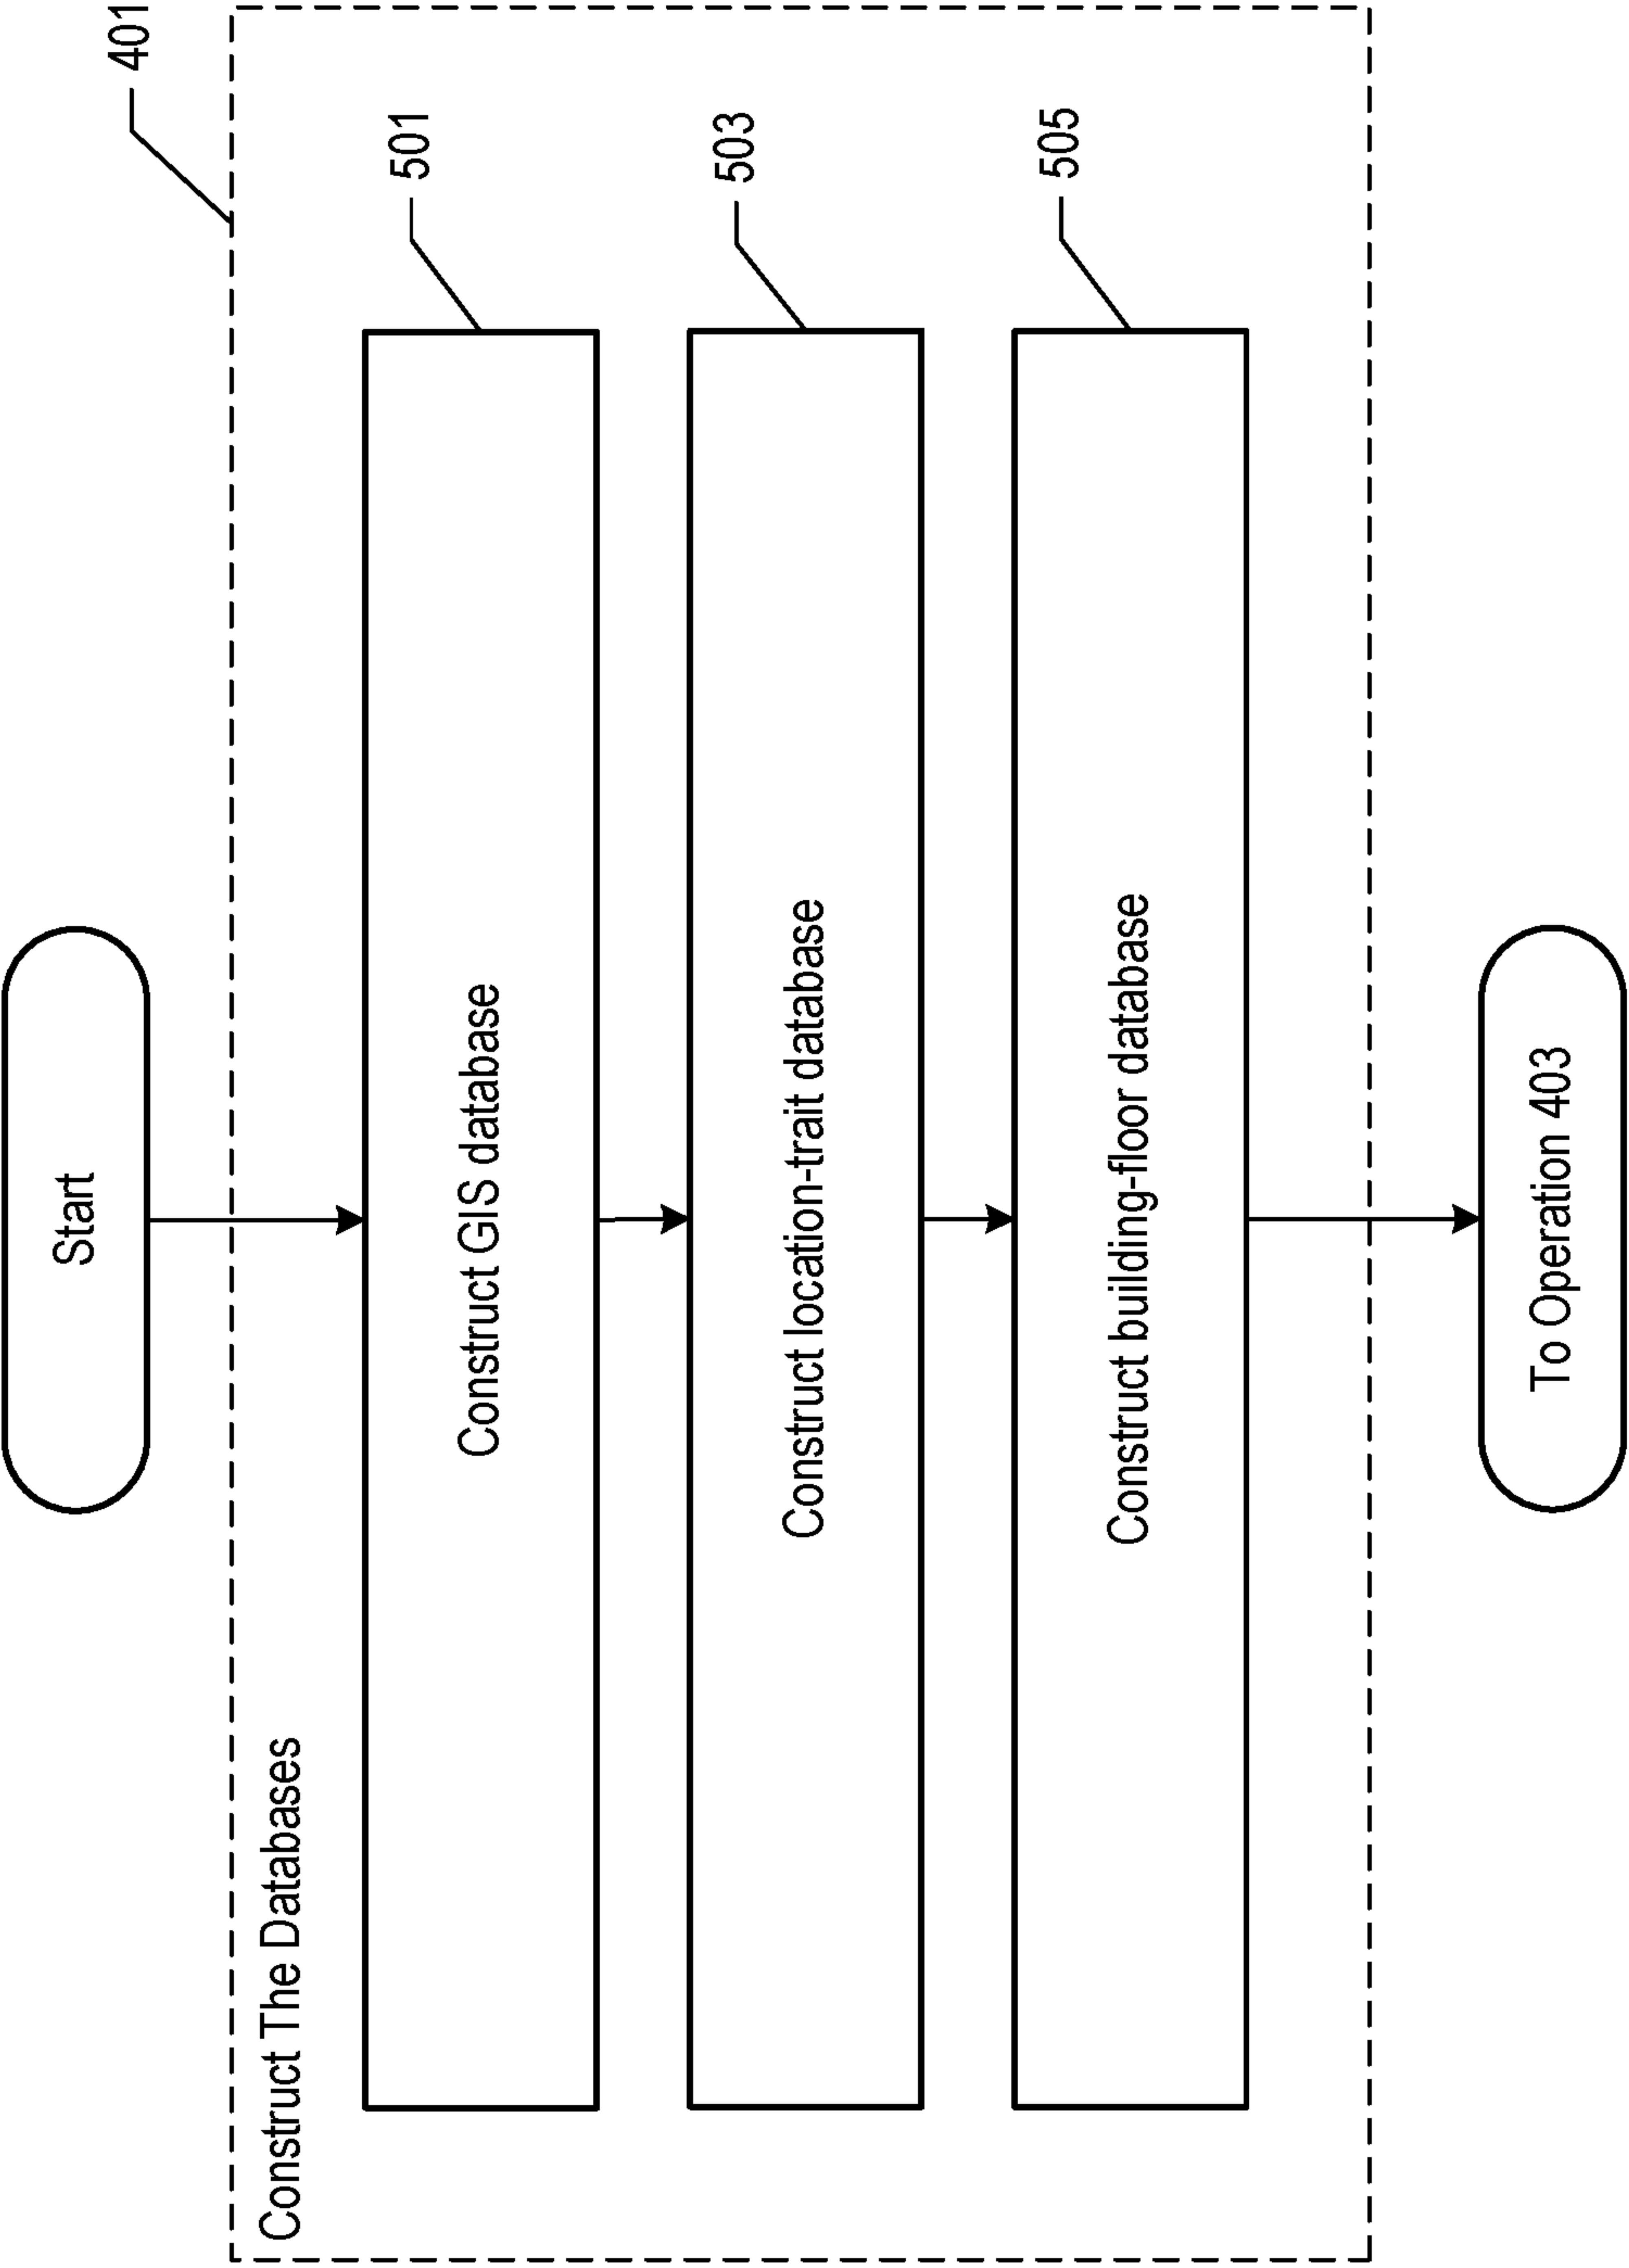 Start
401
Construct The Databases
501
Construct GIS database
503
Construct location-trait database
505
Construct building-floor database
To Operation 403